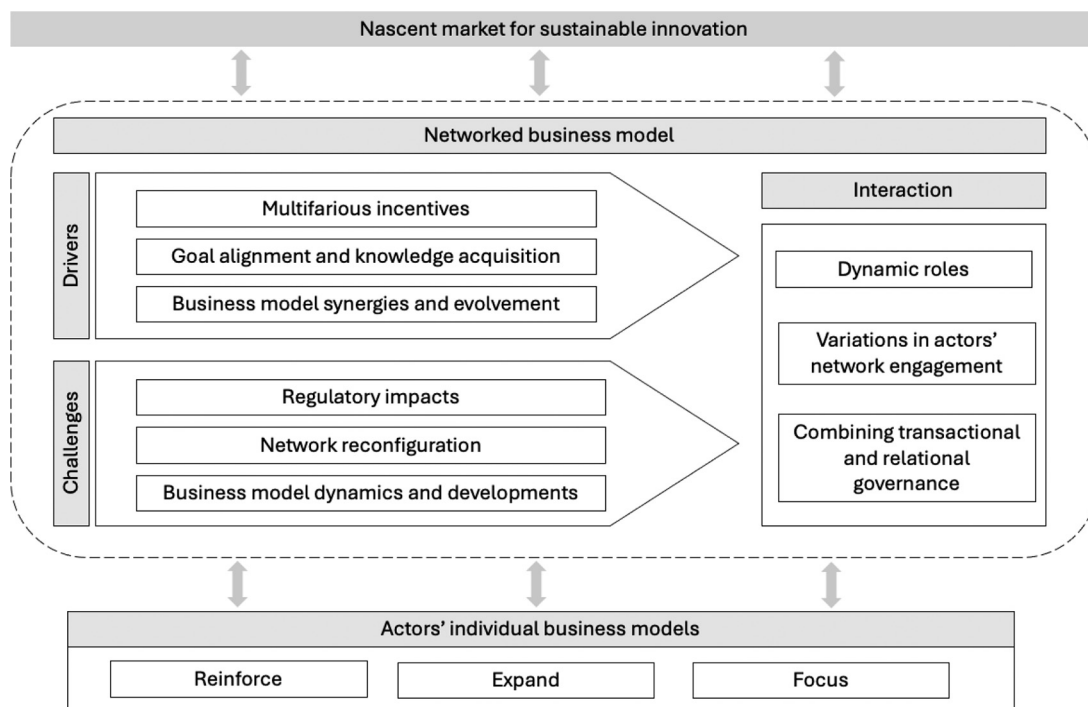 Nascent market for sustainable innovation
Networked business model
Drivers
Multifarious incentives
Goal alignment and knowledge acquisition
Business model synergies and evolvement
Challenges
Regulatory impacts
Network reconfiguration
Business model dynamics and developments
Interaction
Dynamic roles
Variations in actors’
network engagement
Combining transactional
and relational
governance
Actors’ individual business models
Reinforce
Expand
Focus